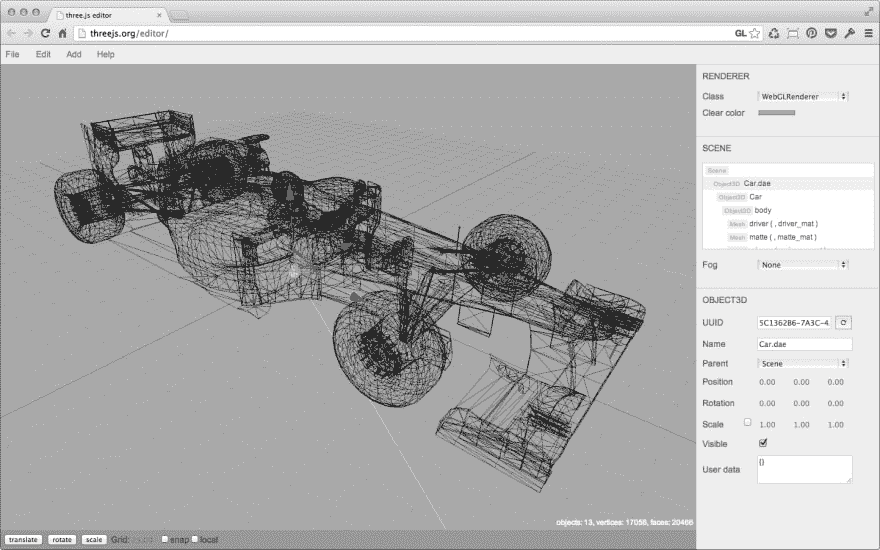 three.js editor
threejs.org/editor/
GL
File Edit Add Help
RENDERER
Class WebGLRenderer
Clear color
SCENE
Scene
Object3D Car.dae
Object3D Car
Object3D body
Mesh driver ( , driver_mat )
Mesh matte ( , matte_mat )
Fog None
OBJECT3D
UUID 5C1362B6-7A3C-4
Name Car.dae
Parent Scene
Position 0.00 0.00 0.00
Rotation 0.00 0.00 0.00
Scale 1.00 1.00 1.00
Visible
User data {}
objects: 13, vertices: 17056, faces: 20466
translate rotate scale Grid: snap local